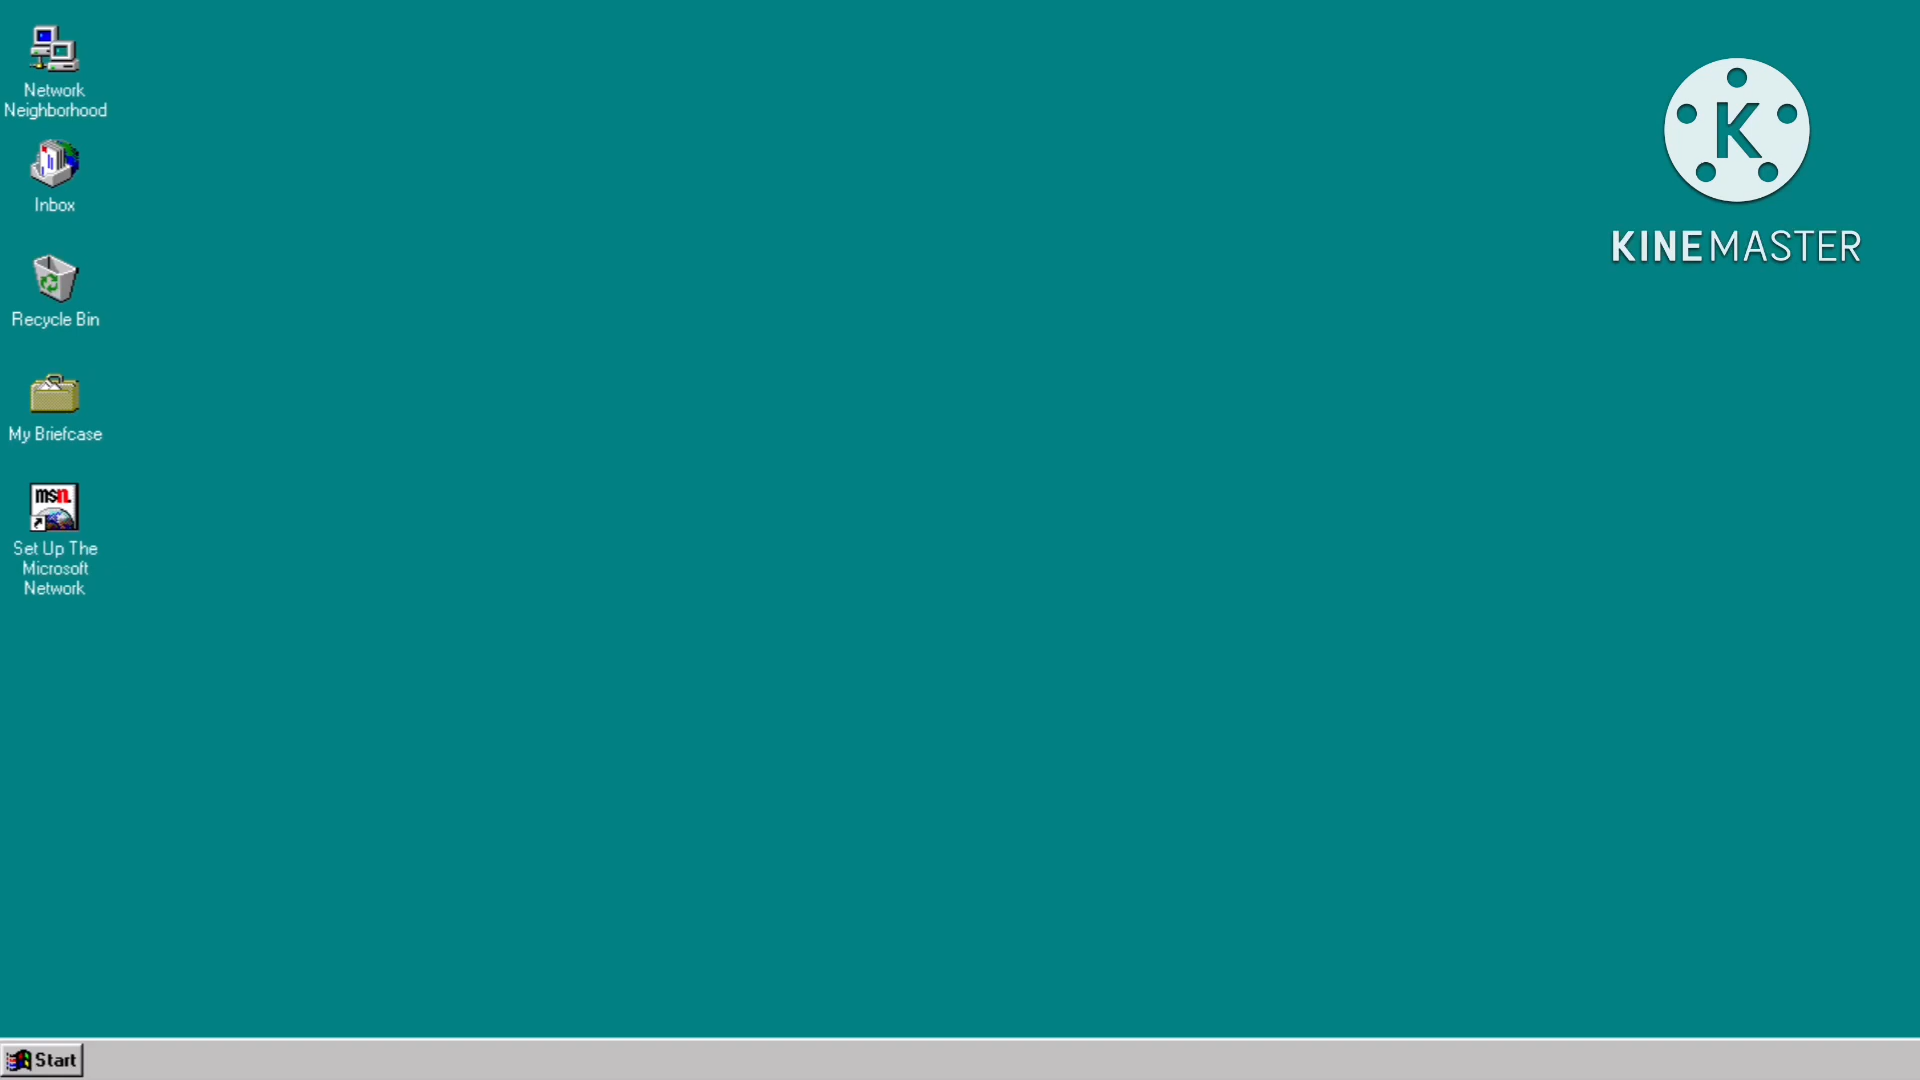 Network
Neighborhood
Inbox
Recycle Bin
My Briefcase
msn.
Set Up The
Microsoft
Network
K
KINEMASTER
Start